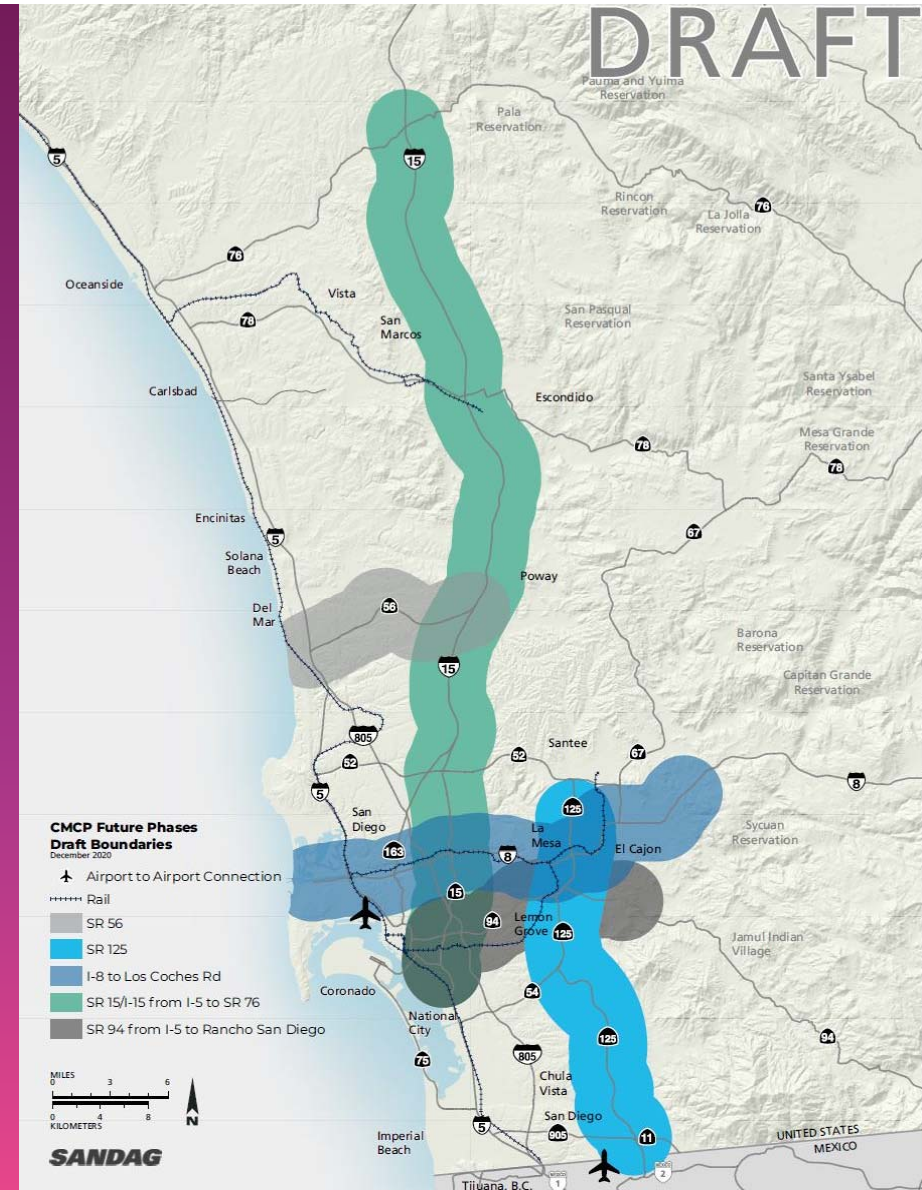 DRAFT
Pauma and Yuima
Reservation
Pala
Reservation
5
15
Rincon
Reservation
76
La Jolla
Reservation
76
Oceanside
Vista
San Pasqual
Reservation
78
San
Marcos
Santa Ysabel
Reservation
Carlsbad
Escondido
Mesa Grande
Reservation
78
78
Encinitas
67
5
Solana
Beach
Poway
56
Del
Mar
Barona
Reservation
15
Capitan Grande
Reservation
805
Santee
52
67
52
5
8
125
San
Diego
La
Mesa
Sycuan
Reservation
163
8
El Cajon
15
94
Lemon
Grove
125
Jamul Indian
Village
Coronado
54
National
City
125
94
805
75
Chula
Vista
San Diego
5
905
11
Imperial
Beach
UNITED STATES
MEXICO
Tijuana, B.C.
1
2
CMCP Future Phases
Draft Boundaries
December 2020
Airport to Airport Connection
Rail
SR 56
SR 125
I-8 to Los Coches Rd
SR 15/I-15 from I-5 to SR 76
SR 94 from I-5 to Rancho San Diego
MILES
0 3 6
0 4 8
KILOMETERS
N
SANDAG